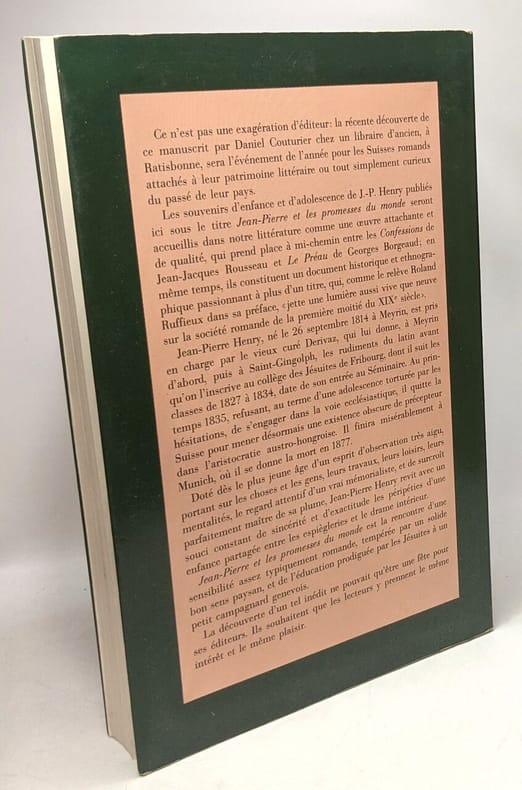 Ce n'est pas une exagération d'éditeur: la récente découverte de
ce manuscrit par Daniel Couturier chez un libraire d'ancien, à
Ratisbonne, sera l'événement de l'année pour les Suisses romands
attachés à leur patrimoine littéraire ou tout simplement curieux
du passé de leur pays.
Les souvenirs d'enfance et d'adolescence de J.-P. Henry publiés
ici sous le titre Jean-Pierre et les promesses du monde seront
accueillis dans notre littérature comme une œuvre attachante et
de qualité, qui prend place à mi-chemin entre les Confessions de
Jean-Jacques Rousseau et Le Préau de Georges Borgeaud; en
même temps, ils constituent un document historique et ethnogra-
phique passionnant à plus d'un titre, qui, comme le relève Roland
Ruffieux dans sa préface, «jette une lumière aussi vive que neuve
sur la société romande de la première moitié du XIXe siècle».
Jean-Pierre Henry, né le 26 septembre 1814 à Meyrin, est pris
en charge par le vieux curé Derivaz, qui lui donne, à Meyrin
d'abord, puis à Saint-Gingolph, les rudiments du latin avant
qu'on l'inscrive au collège des Jésuites de Fribourg, dont il suit les
classes de 1827 à 1834, date de son entrée au Séminaire. Au prin-
temps 1835, refusant, au terme d'une adolescence torturée par les
hésitations, de s'engager dans la voie ecclésiastique, il quitte la
Suisse pour mener désormais une existence obscure de précepteur
dans l'aristocratie austro-hongroise. Il finira misérablement à
Munich, où il se donne la mort en 1877.
Doté dès le plus jeune âge d'un esprit d'observation très aigu,
portant sur les choses et les gens, leurs travaux, leurs loisirs, leurs
mentalités, le regard attentif d'un vrai mémorialiste, et de surcroît
parfaitement maître de sa plume, Jean-Pierre Henry revit avec un
souci constant de sincérité et d'exactitude les péripéties d'une
enfance partagée entre les espiègleries et le drame intérieur.
Jean-Pierre et les promesses du monde est la rencontre d'une
sensibilité assez typiquement romande, tempérée par un solide
bon sens paysan, et de l'éducation prodiguée par les Jésuites à un
petit campagnard genevois.
La découverte d'un tel inédit ne pouvait qu'être une fête pour
ses éditeurs. Ils souhaitent que les lecteurs y prennent le même
intérêt et le même plaisir.